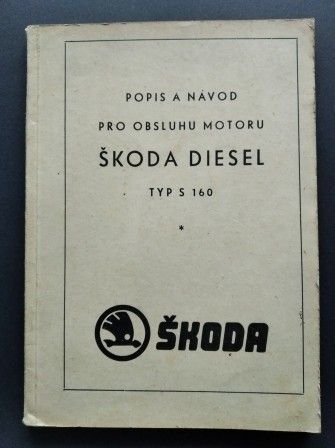 POPIS A NÁVOD
PRO OBSLUHU MOTORU
ŠKODA DIESEL
TYP S 160
*
ŠKODA